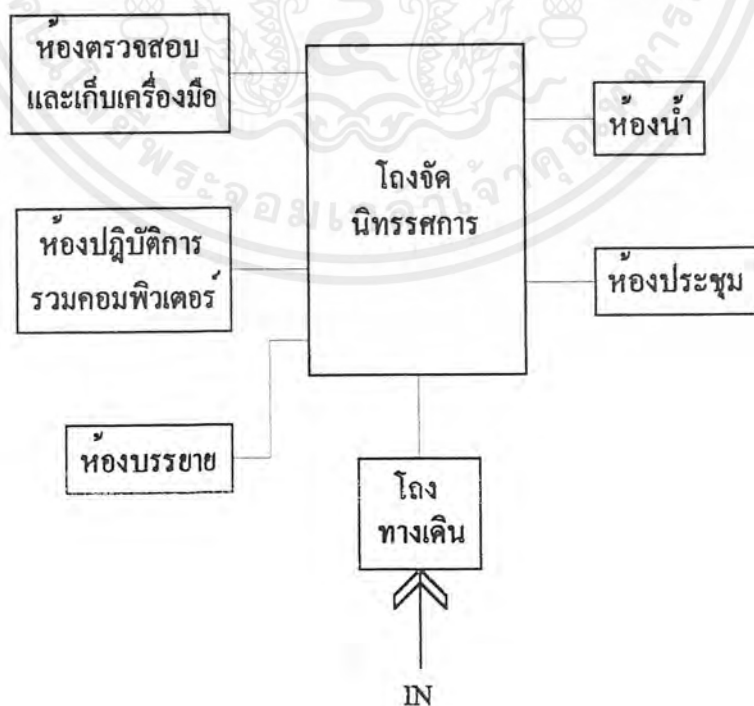 ห้องตรวจสอบ
และเก็บเครื่องมือ
ห้องน้ำ
โถงจัด
นิทรรศการ
ห้องปฎิบัติการ
รวมคอมพิวเตอร์
ห้องประชุม
ห้องบรรยาย
โถง
ทางเดิน
IN